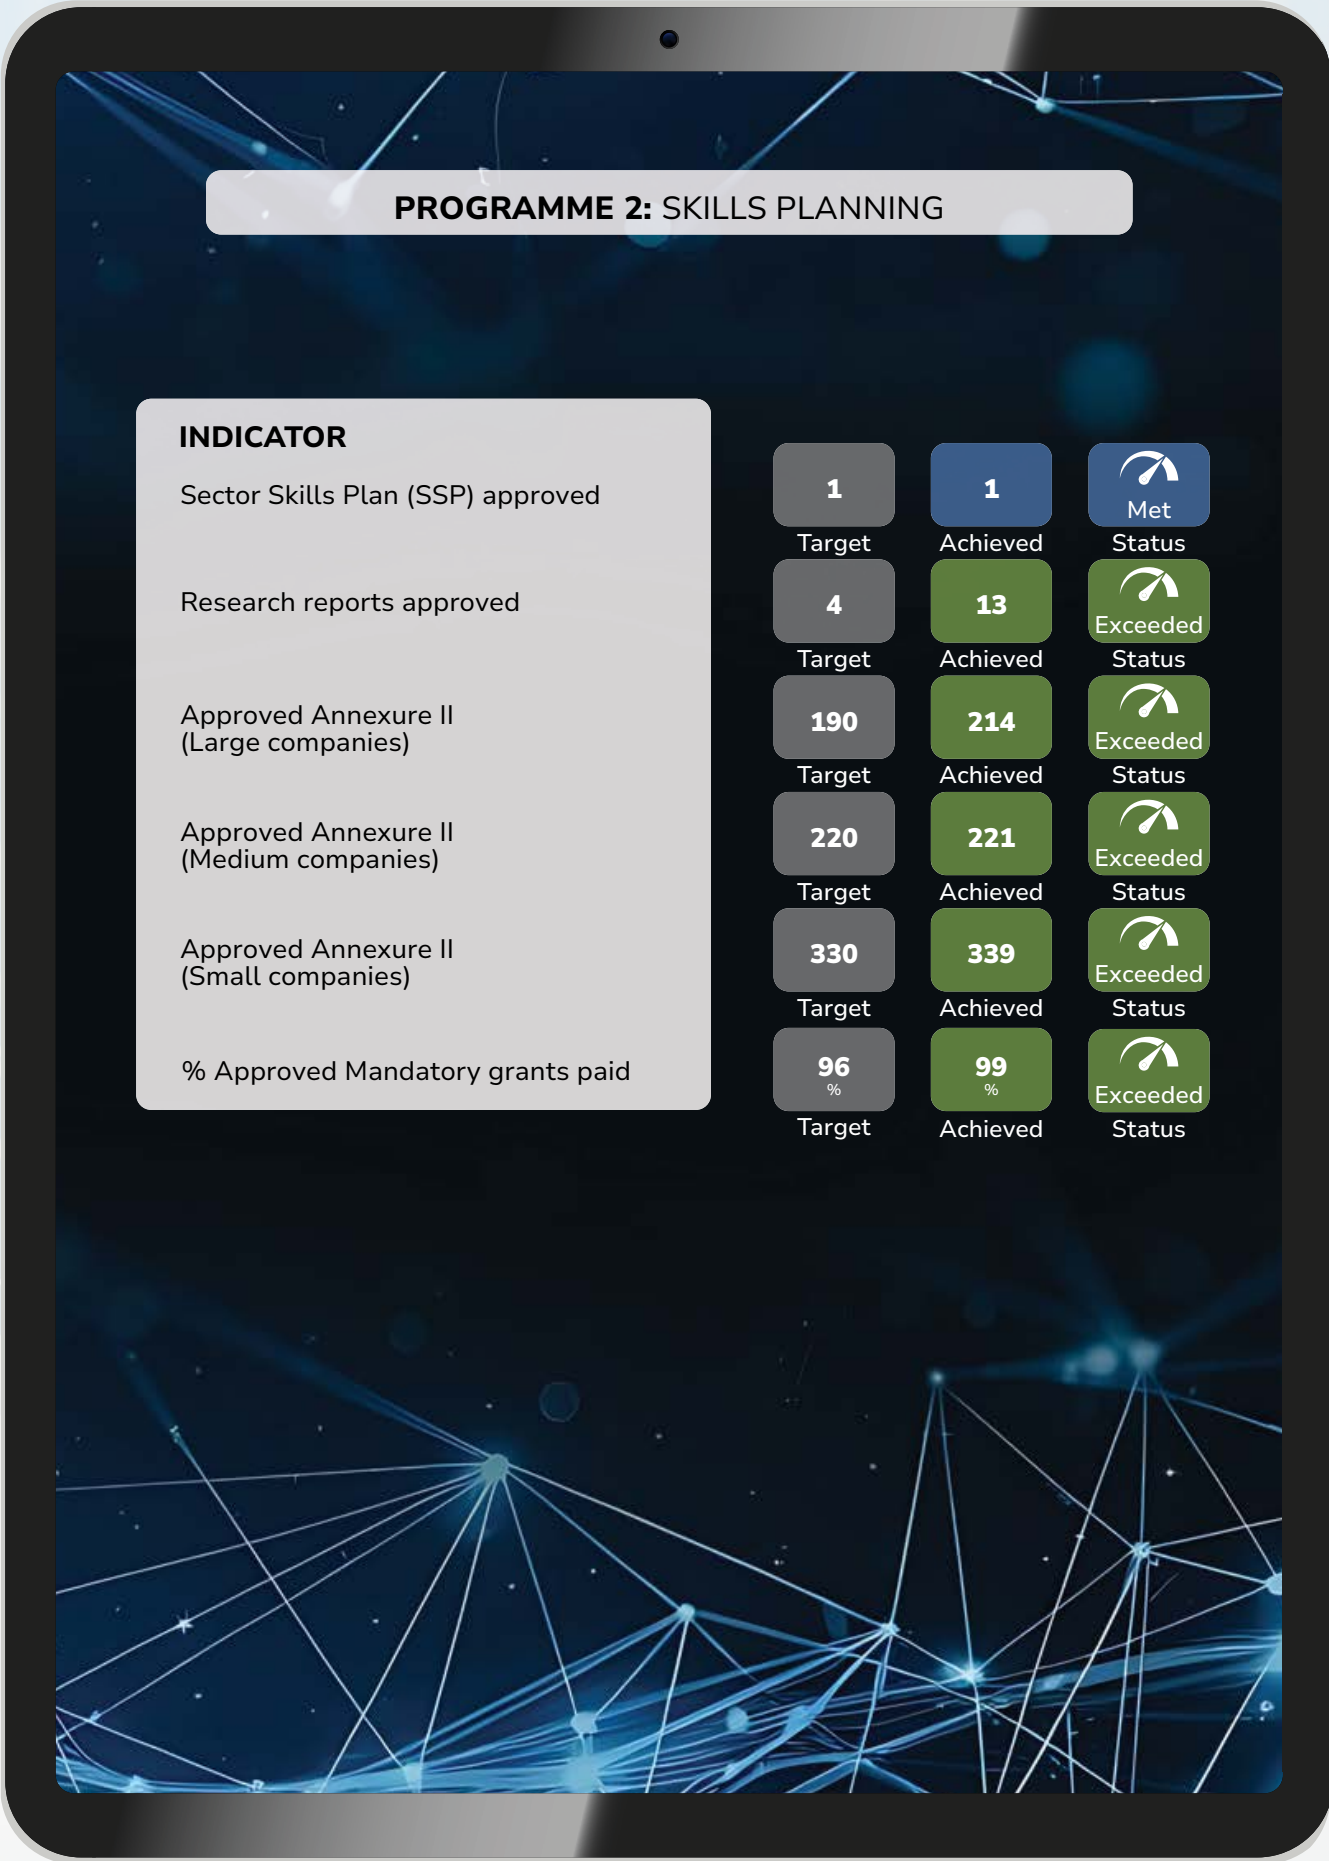 PROGRAMME 2: SKILLS PLANNING
INDICATOR
Sector Skills Plan (SSP) approved
1
Target
1
Achieved
Met
Status
Research reports approved
4
Target
13
Achieved
Exceeded
Status
Approved Annexure II
(Large companies)
190
Target
214
Achieved
Exceeded
Status
Approved Annexure II
(Medium companies)
220
Target
221
Achieved
Exceeded
Status
Approved Annexure II
(Small companies)
330
Target
339
Achieved
Exceeded
Status
% Approved Mandatory grants paid
96
%
Target
99
%
Achieved
Exceeded
Status